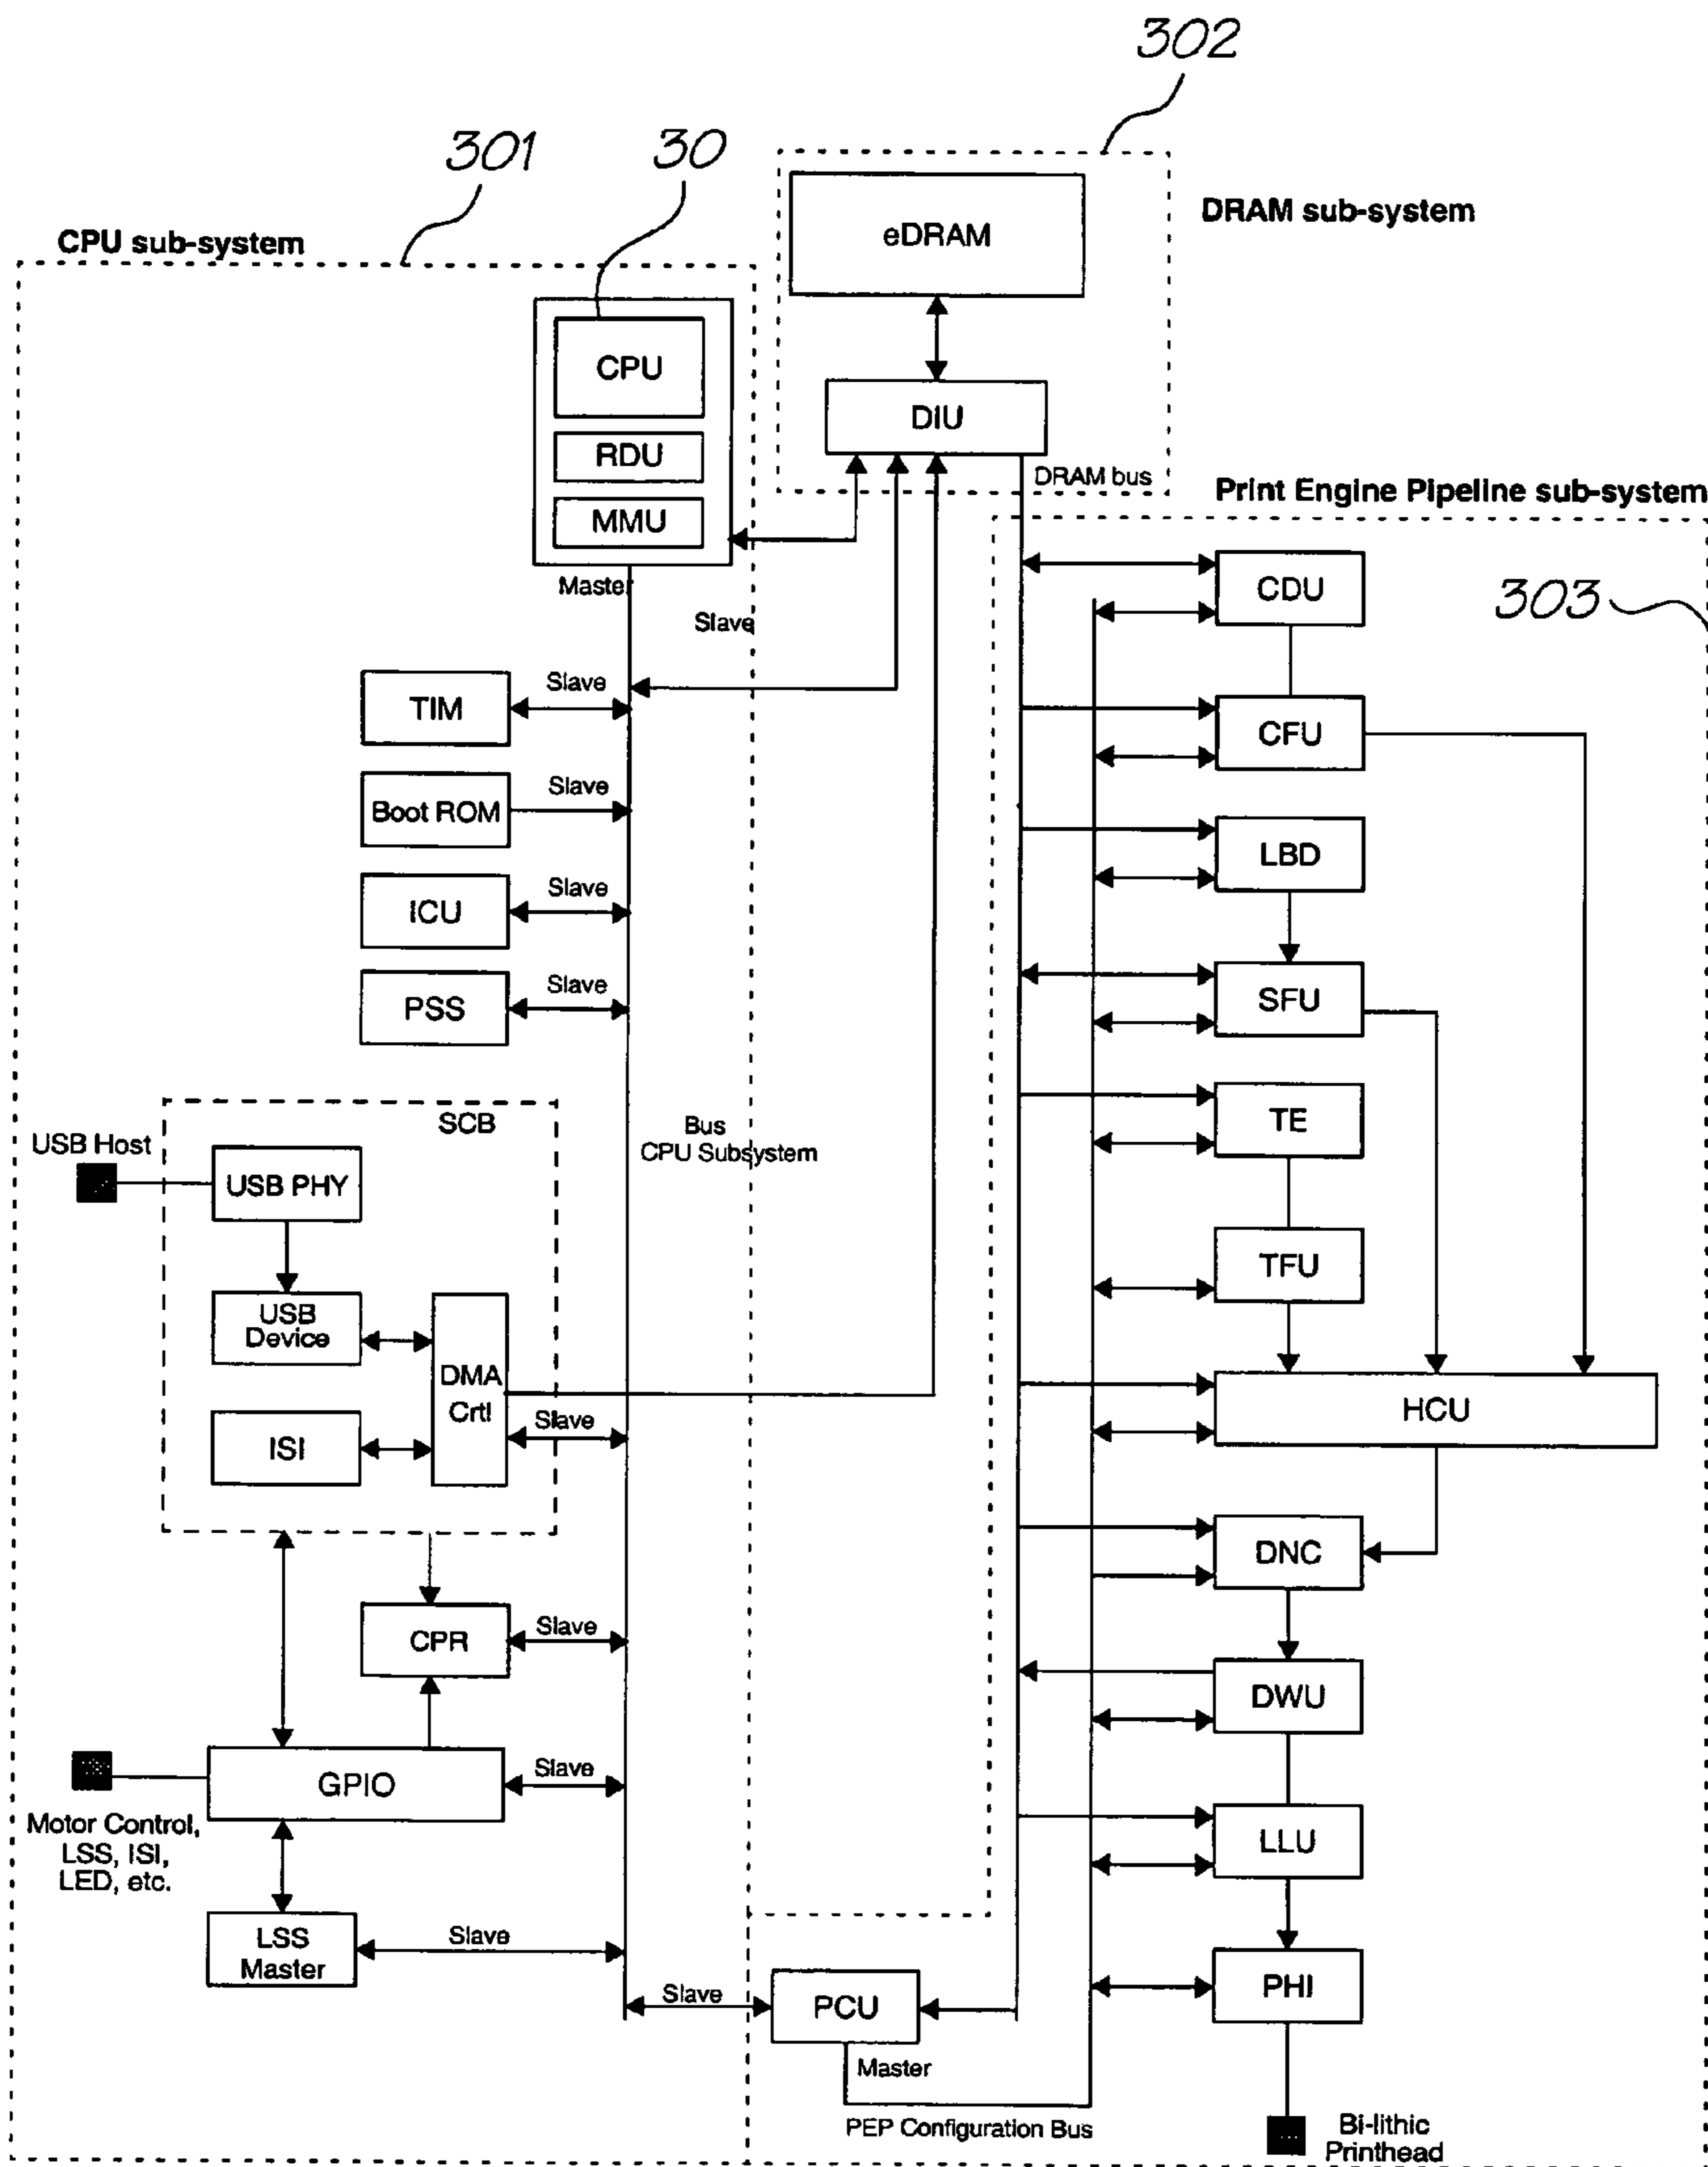 302
301
30
DRAM sub-system
CPU sub-system
eDRAM
CPU
DIU
RDU
MMU
DRAM bus
Print Engine Pipeline sub-system
Master
Slave
CDU
303
TIM
Slave
CFU
Boot ROM
Slave
LBD
ICU
Slave
PSS
Slave
SFU
SCB
Bus
CPU Subsystem
TE
USB Host
USB PHY
TFU
USB
Device
DMA
Crtl
Slave
ISI
HCU
DNC
CPR
Slave
DWU
GPIO
Slave
Motor Control,
LSS, ISI,
LED, etc.
LLU
LSS
Master
Slave
PHI
Slave
PCU
Master
PEP Configuration Bus
Bi-lithic
Printhead